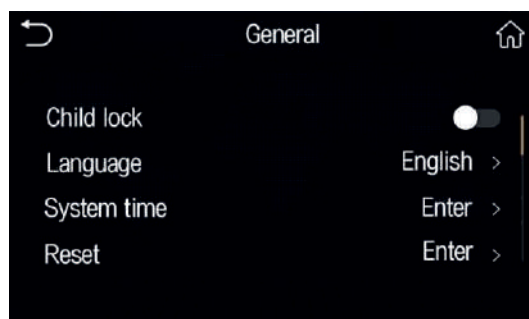 General
Child lock
Language English >
System time Enter >
Reset Enter >